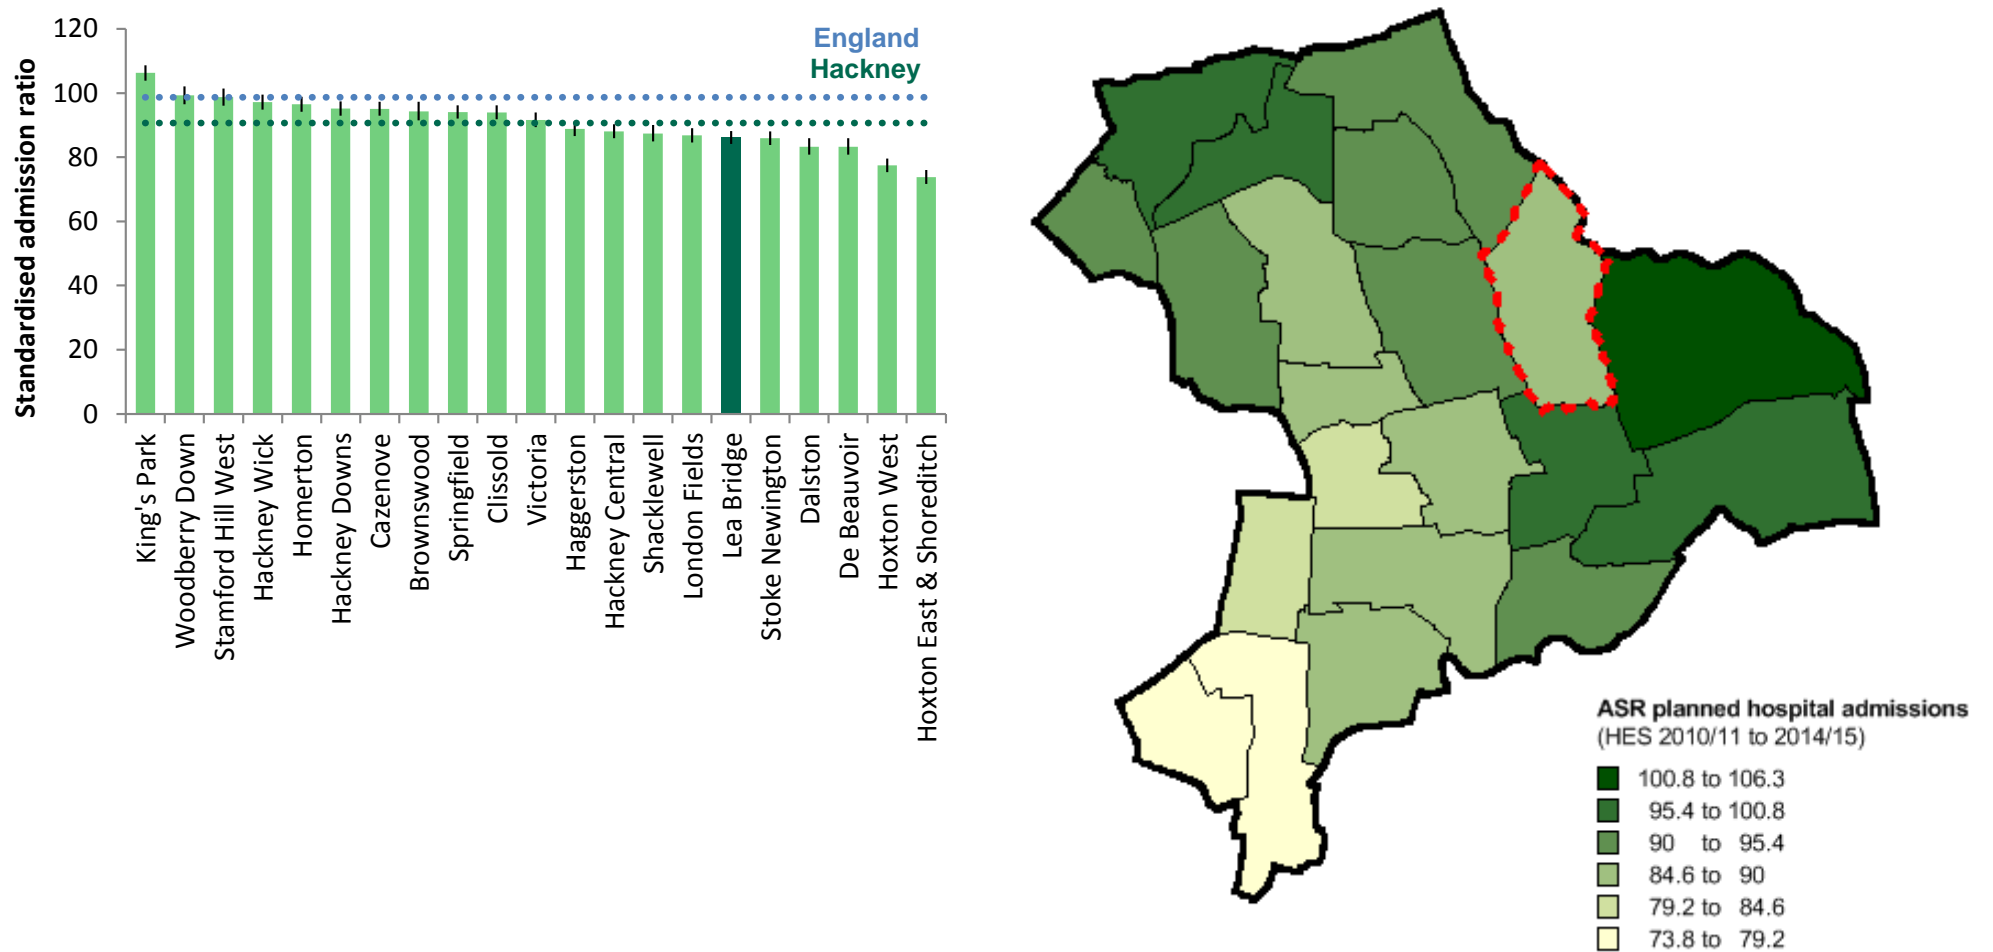 120
100
80
60
40
20
0
Standardised admission ratio
England
Hackney
King's Park
Woodberry Down
Stamford Hill West
Hackney Wick
Homerton
Hackney Downs
Cazenove
Brownswood
Springfield
Clissold
Victoria
Haggerston
Hackney Central
Shacklewell
London Fields
Lea Bridge
Stoke Newington
Dalston
De Beauvoir
Hoxton West
Hoxton East & Shoreditch
ASR planned hospital admissions
(HES 2010/11 to 2014/15)
100.8 to 106.3
95.4 to 100.8
90 to 95.4
84.6 to 90
79.2 to 84.6
73.8 to 79.2